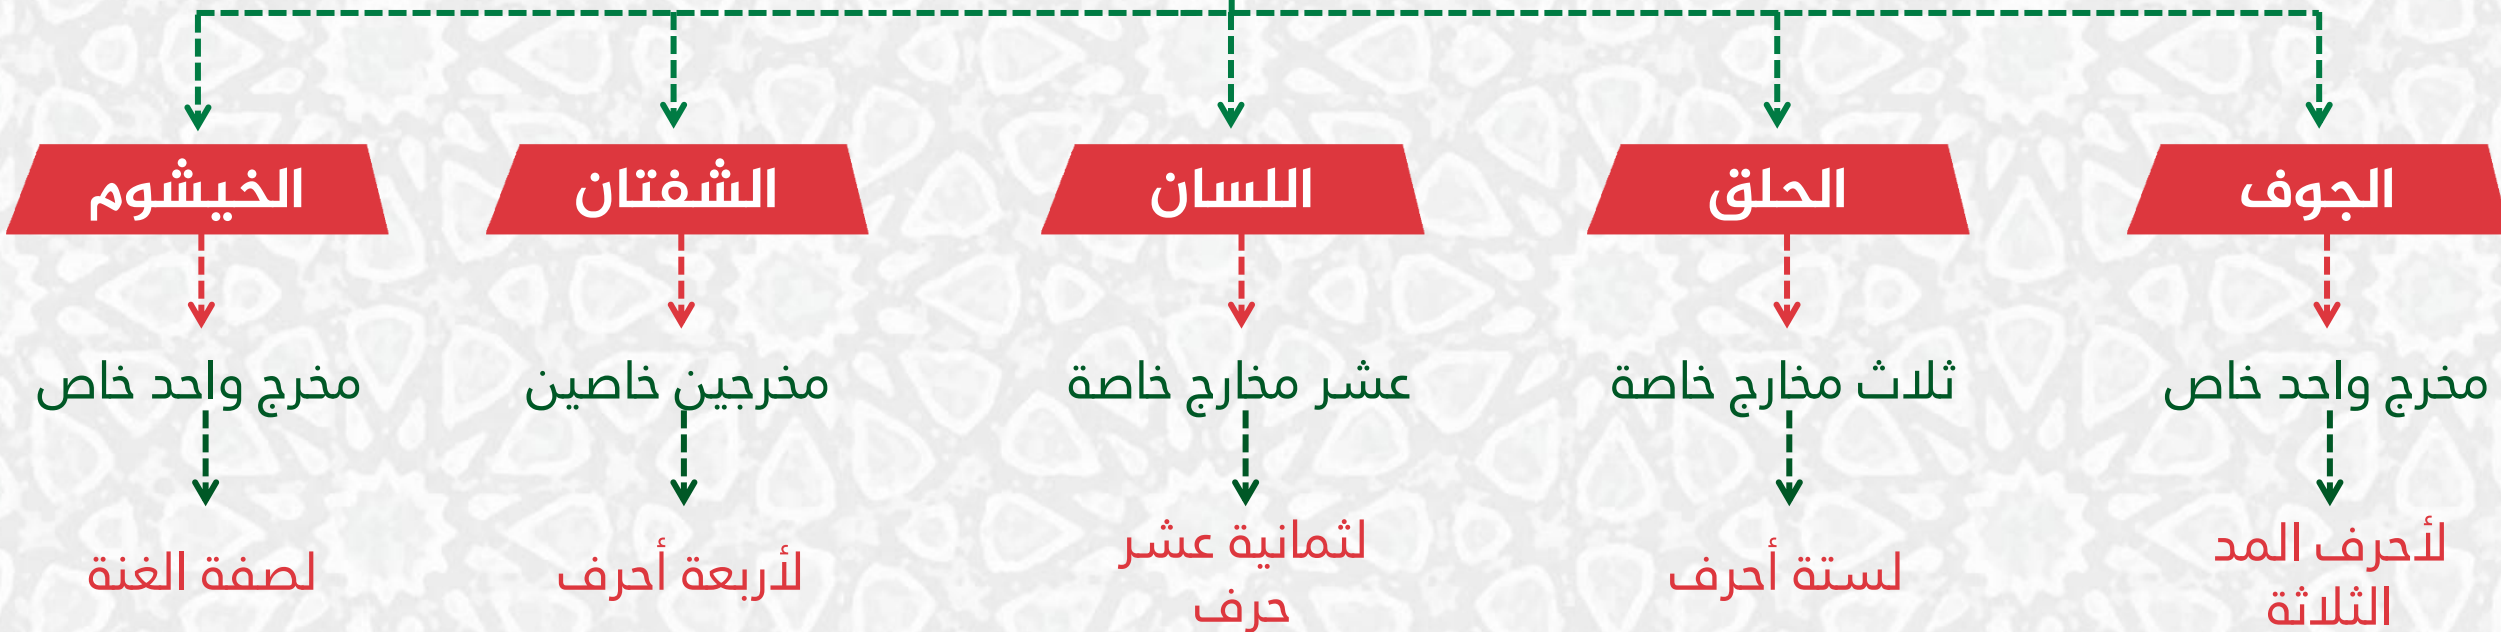 الجوف
الحلق
اللسان
الشفتان
الخيشوم
مخرج واحد خاص
ثلاث مخارج خاصة
عشر مخارج خاصة
مخرجين خاصين
مخرج واحد خاص
لأحرف المد
الثلاثة
لستة أحرف
لثمانية عشر
حرف
لأربعة أحرف
لصفة الغنة